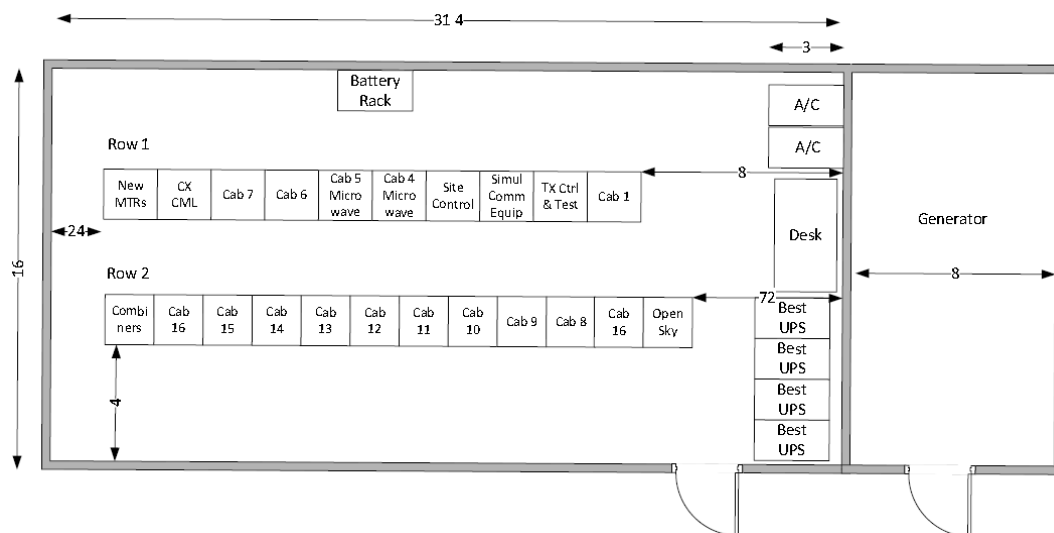 31 4
3
Battery
Rack
A/C
A/C
Row 1
8
New
MTRs
CX
CML
Cab 7
Cab 6
Cab 5
Micro
wave
Cab 4
Micro
wave
Site
Control
Simul
Comm
Equip
TX Ctrl
& Test
Cab 1
Desk
Generator
24
16
8
Row 2
72
Combi
ners
Cab
16
Cab
15
Cab
14
Cab
13
Cab
12
Cab
11
Cab
10
Cab 9
Cab 8
Cab
16
Open
Sky
Best
UPS
Best
UPS
Best
UPS
Best
UPS
4